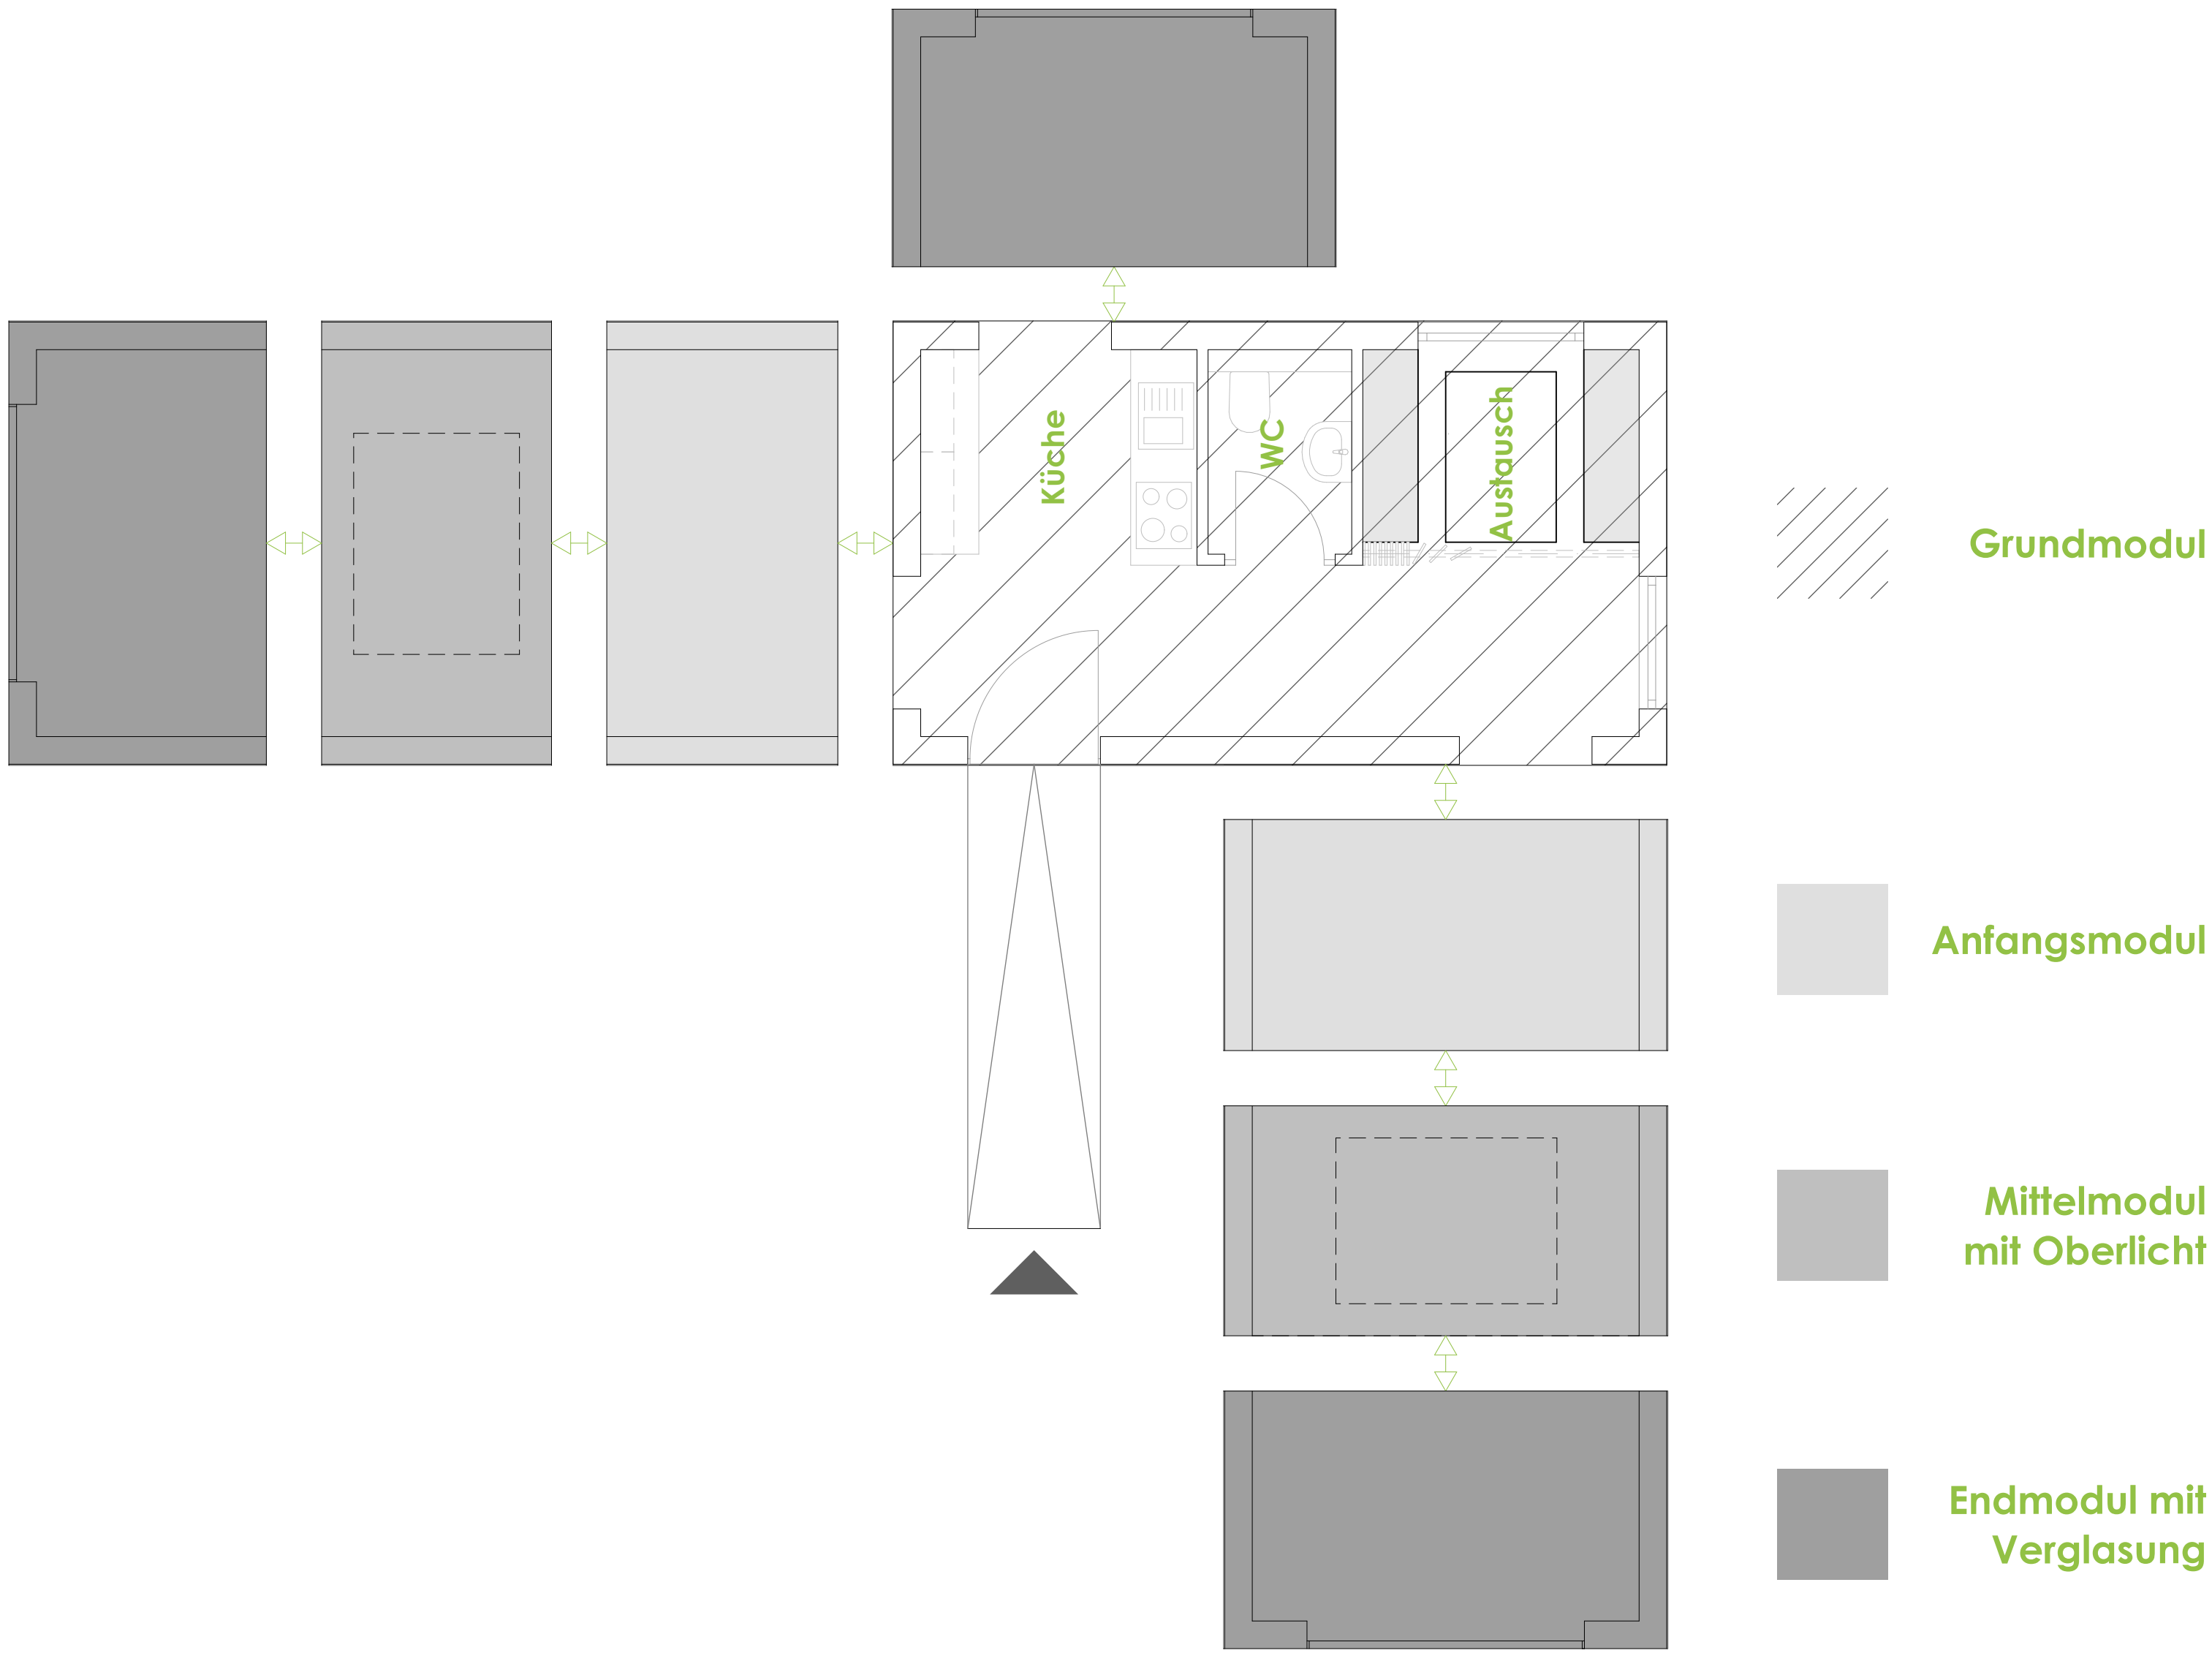 Küche
WC
Austausch
Grundmodul
Anfangsmodul
Mittelmodul
mit Oberlicht
Endmodul mit
Verglasung